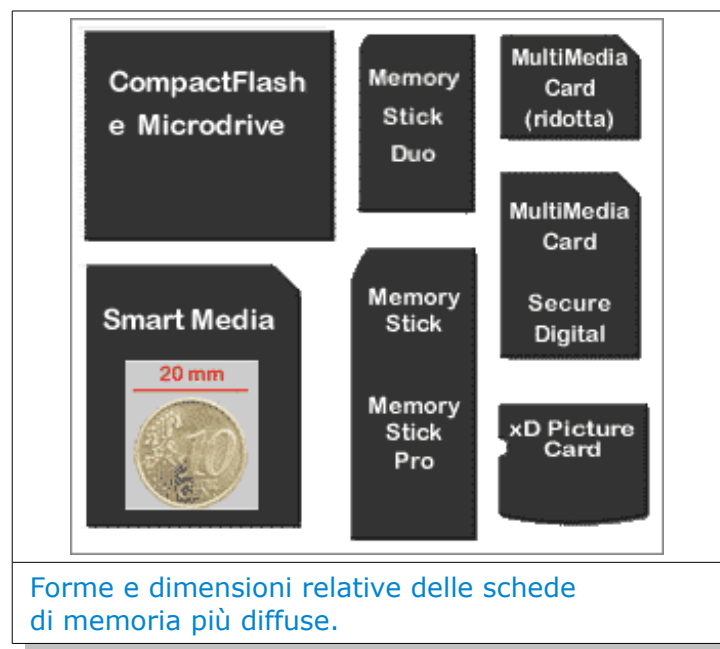 CompactFlash
e Microdrive
Memory
Stick
Duo
MultiMedia
Card
(ridotta)
MultiMedia
Card
Secure
Digital
Smart Media
20 mm
10
Memory
Stick
Memory
Stick
Pro
xD Picture
Card
Forme e dimensioni relative delle schede
di memoria più diffuse.